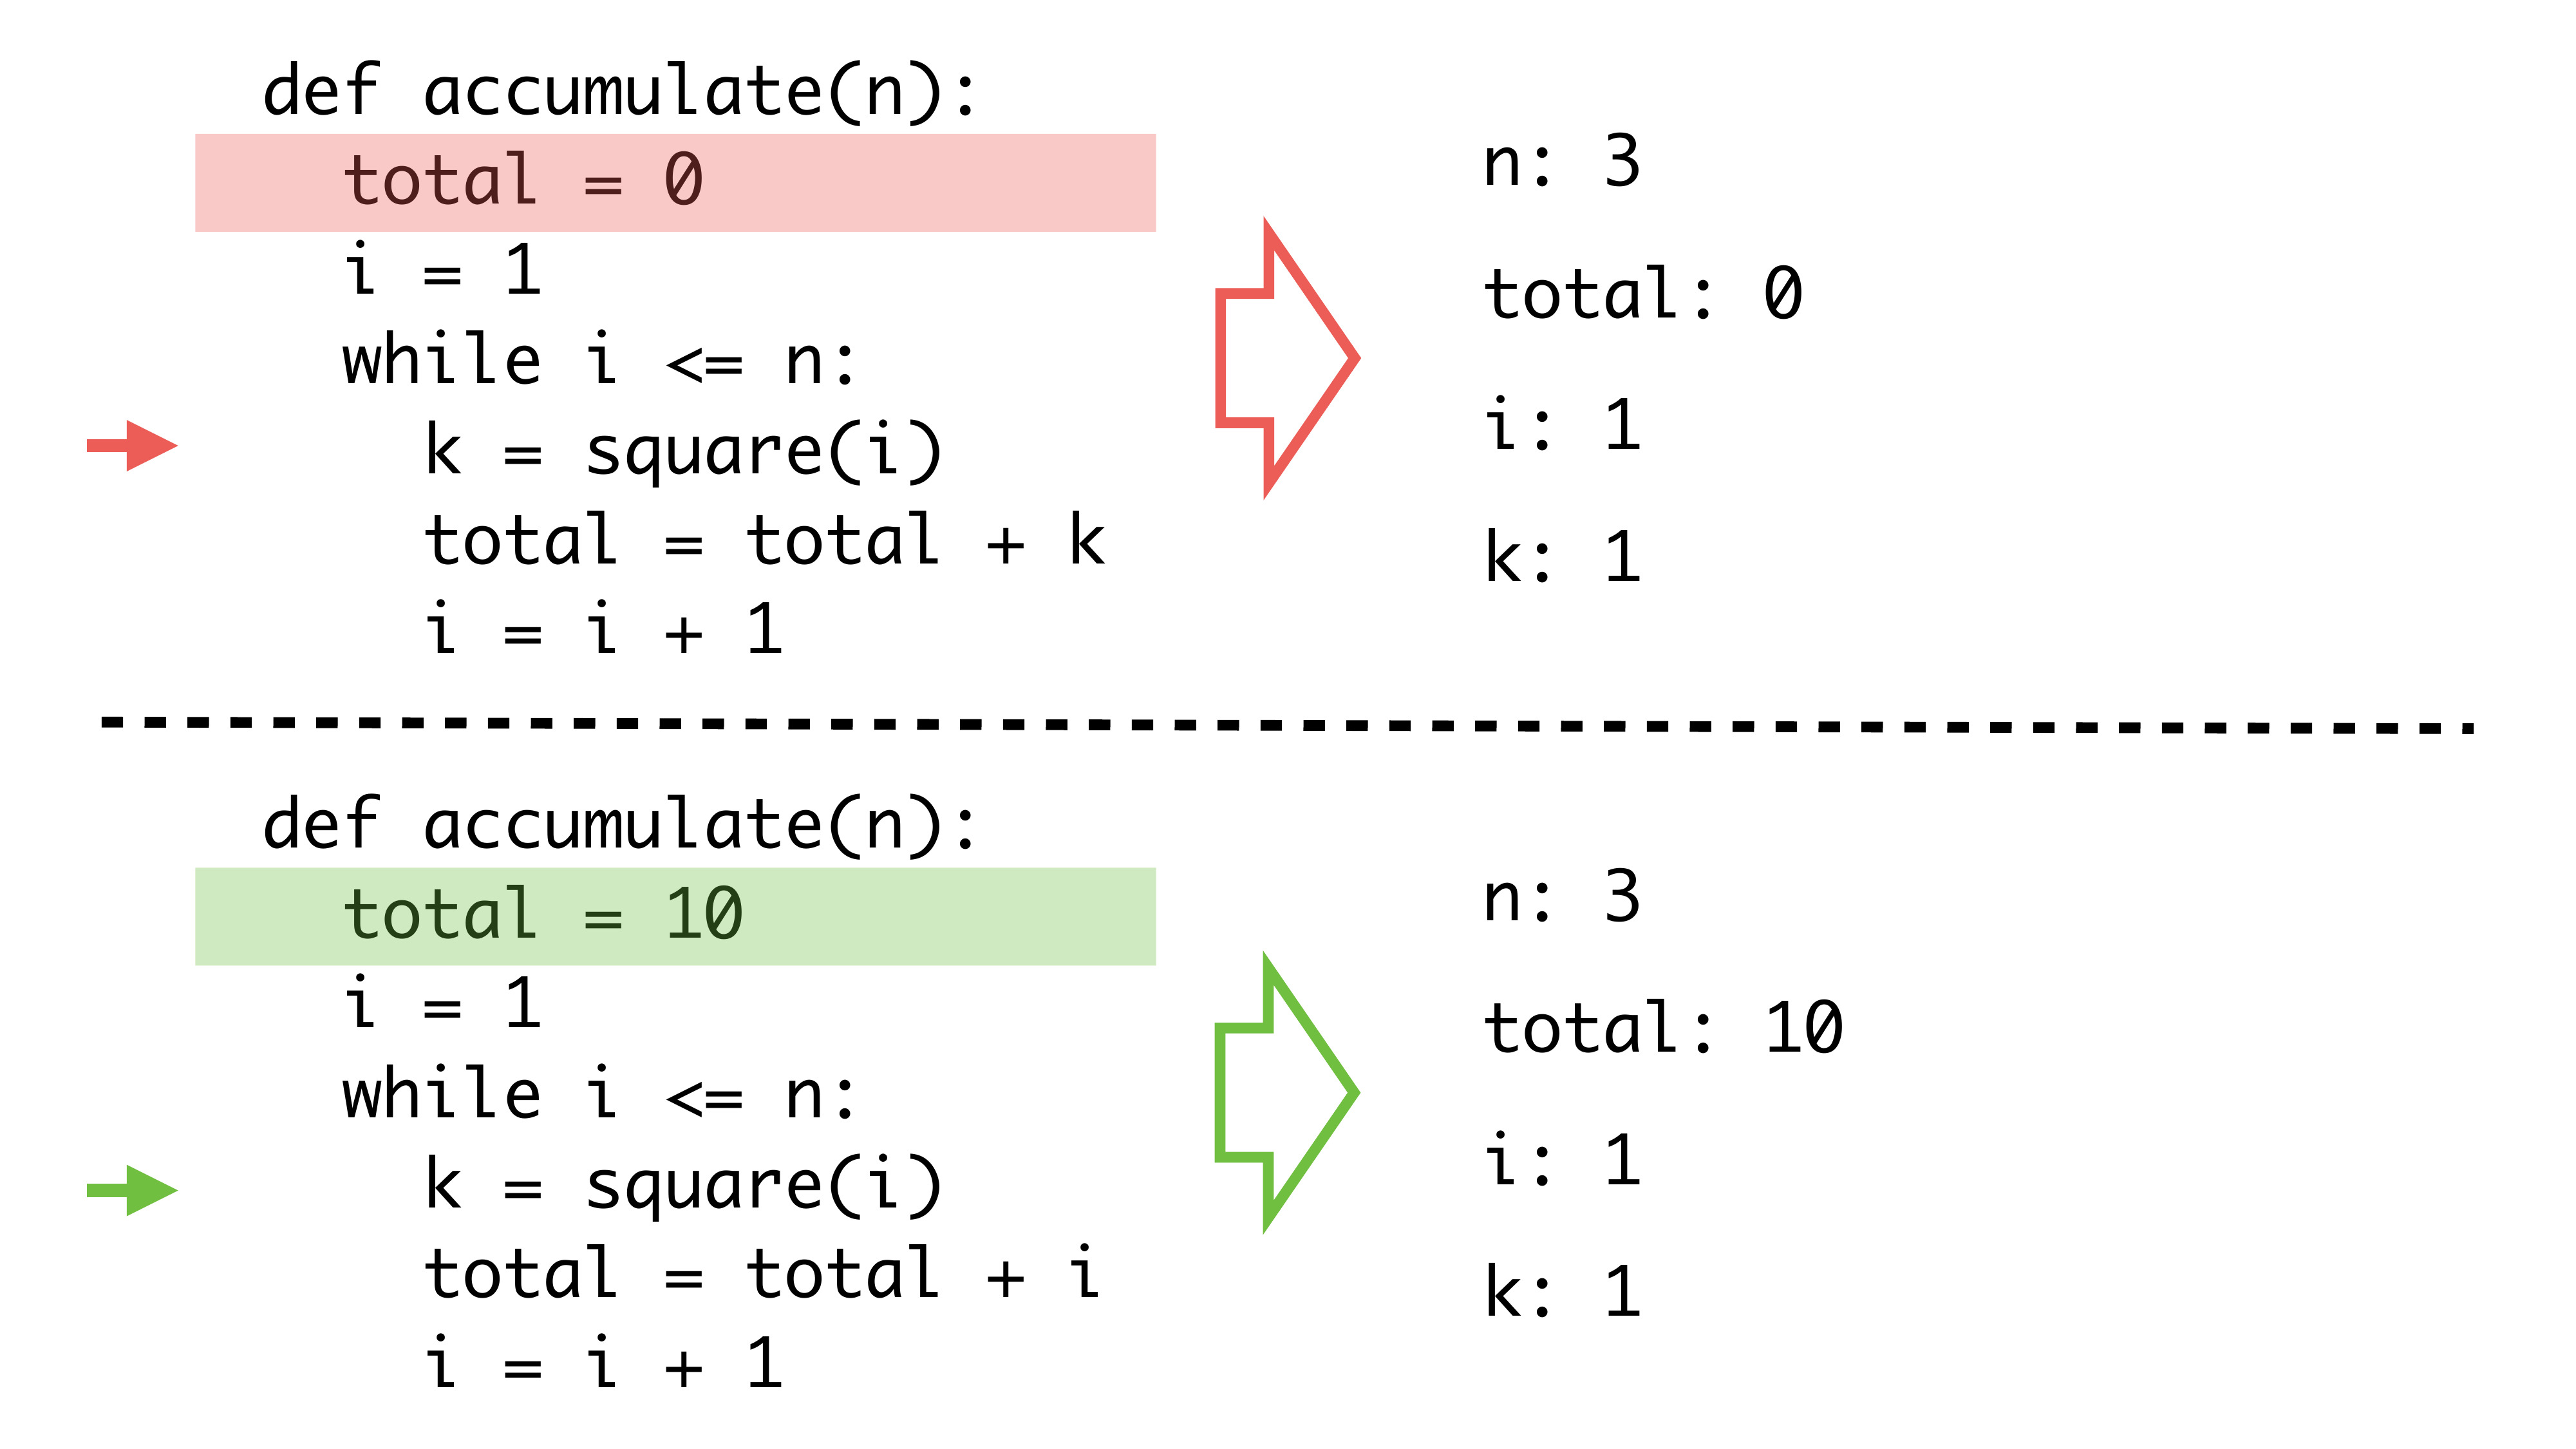 def accumulate(n):
total = 0
i = 1
while i <= n:
k = square(i)
total = total + k
i = i + 1
n: 3
total: 0
i: 1
k: 1
def accumulate(n):
total = 10
i = 1
while i <= n:
k = square(i)
total = total + i
i = i + 1
n: 3
total: 10
i: 1
k: 1